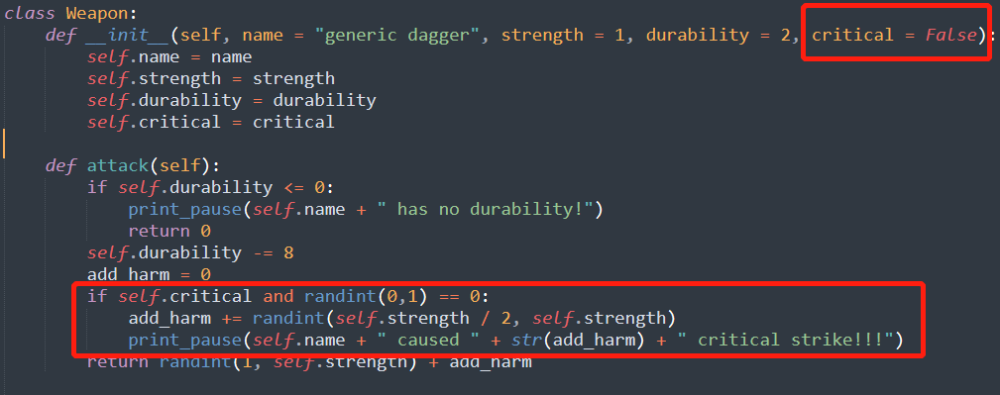 class Weapon:
    def __init__(self, name = "generic dagger", strength = 1, durability = 2, critical = False):
        self.name = name
        self.strength = strength
        self.durability = durability
        self.critical = critical

    def attack(self):
        if self.durability <= 0:
            print_pause(self.name + " has no durability!")
            return 0
        self.durability -= 8
        add_harm = 0
        if self.critical and randint(0,1) == 0:
            add_harm += randint(self.strength / 2, self.strength)
            print_pause(self.name + " caused " + str(add_harm) + " critical strike!!!")
        return randint(1, self.strength) + add_harm